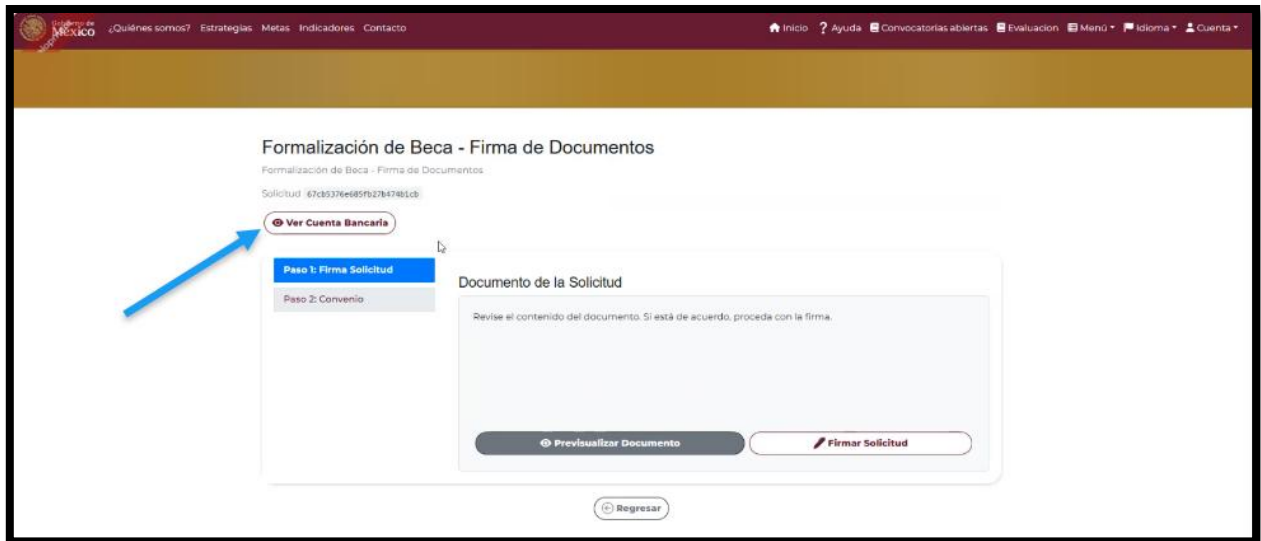 Gobierno de
México
¿Quiénes somos? Estrategias Metas Indicadores Contacto
Inicio ? Ayuda Convocatorias abiertas Evaluacion Menú Idioma Cuenta
Formalización de Beca - Firma de Documentos
Formalización de Beca - Firma de Documentos
Solicitud 67cb5376e685fb27b474b1cb
Ver Cuenta Bancaria
Paso 1: Firma Solicitud
Paso 2: Convenio
Documento de la Solicitud
Revise el contenido del documento. Si está de acuerdo, proceda con la firma.
Previsualizar Documento
Firmar Solicitud
Regresar